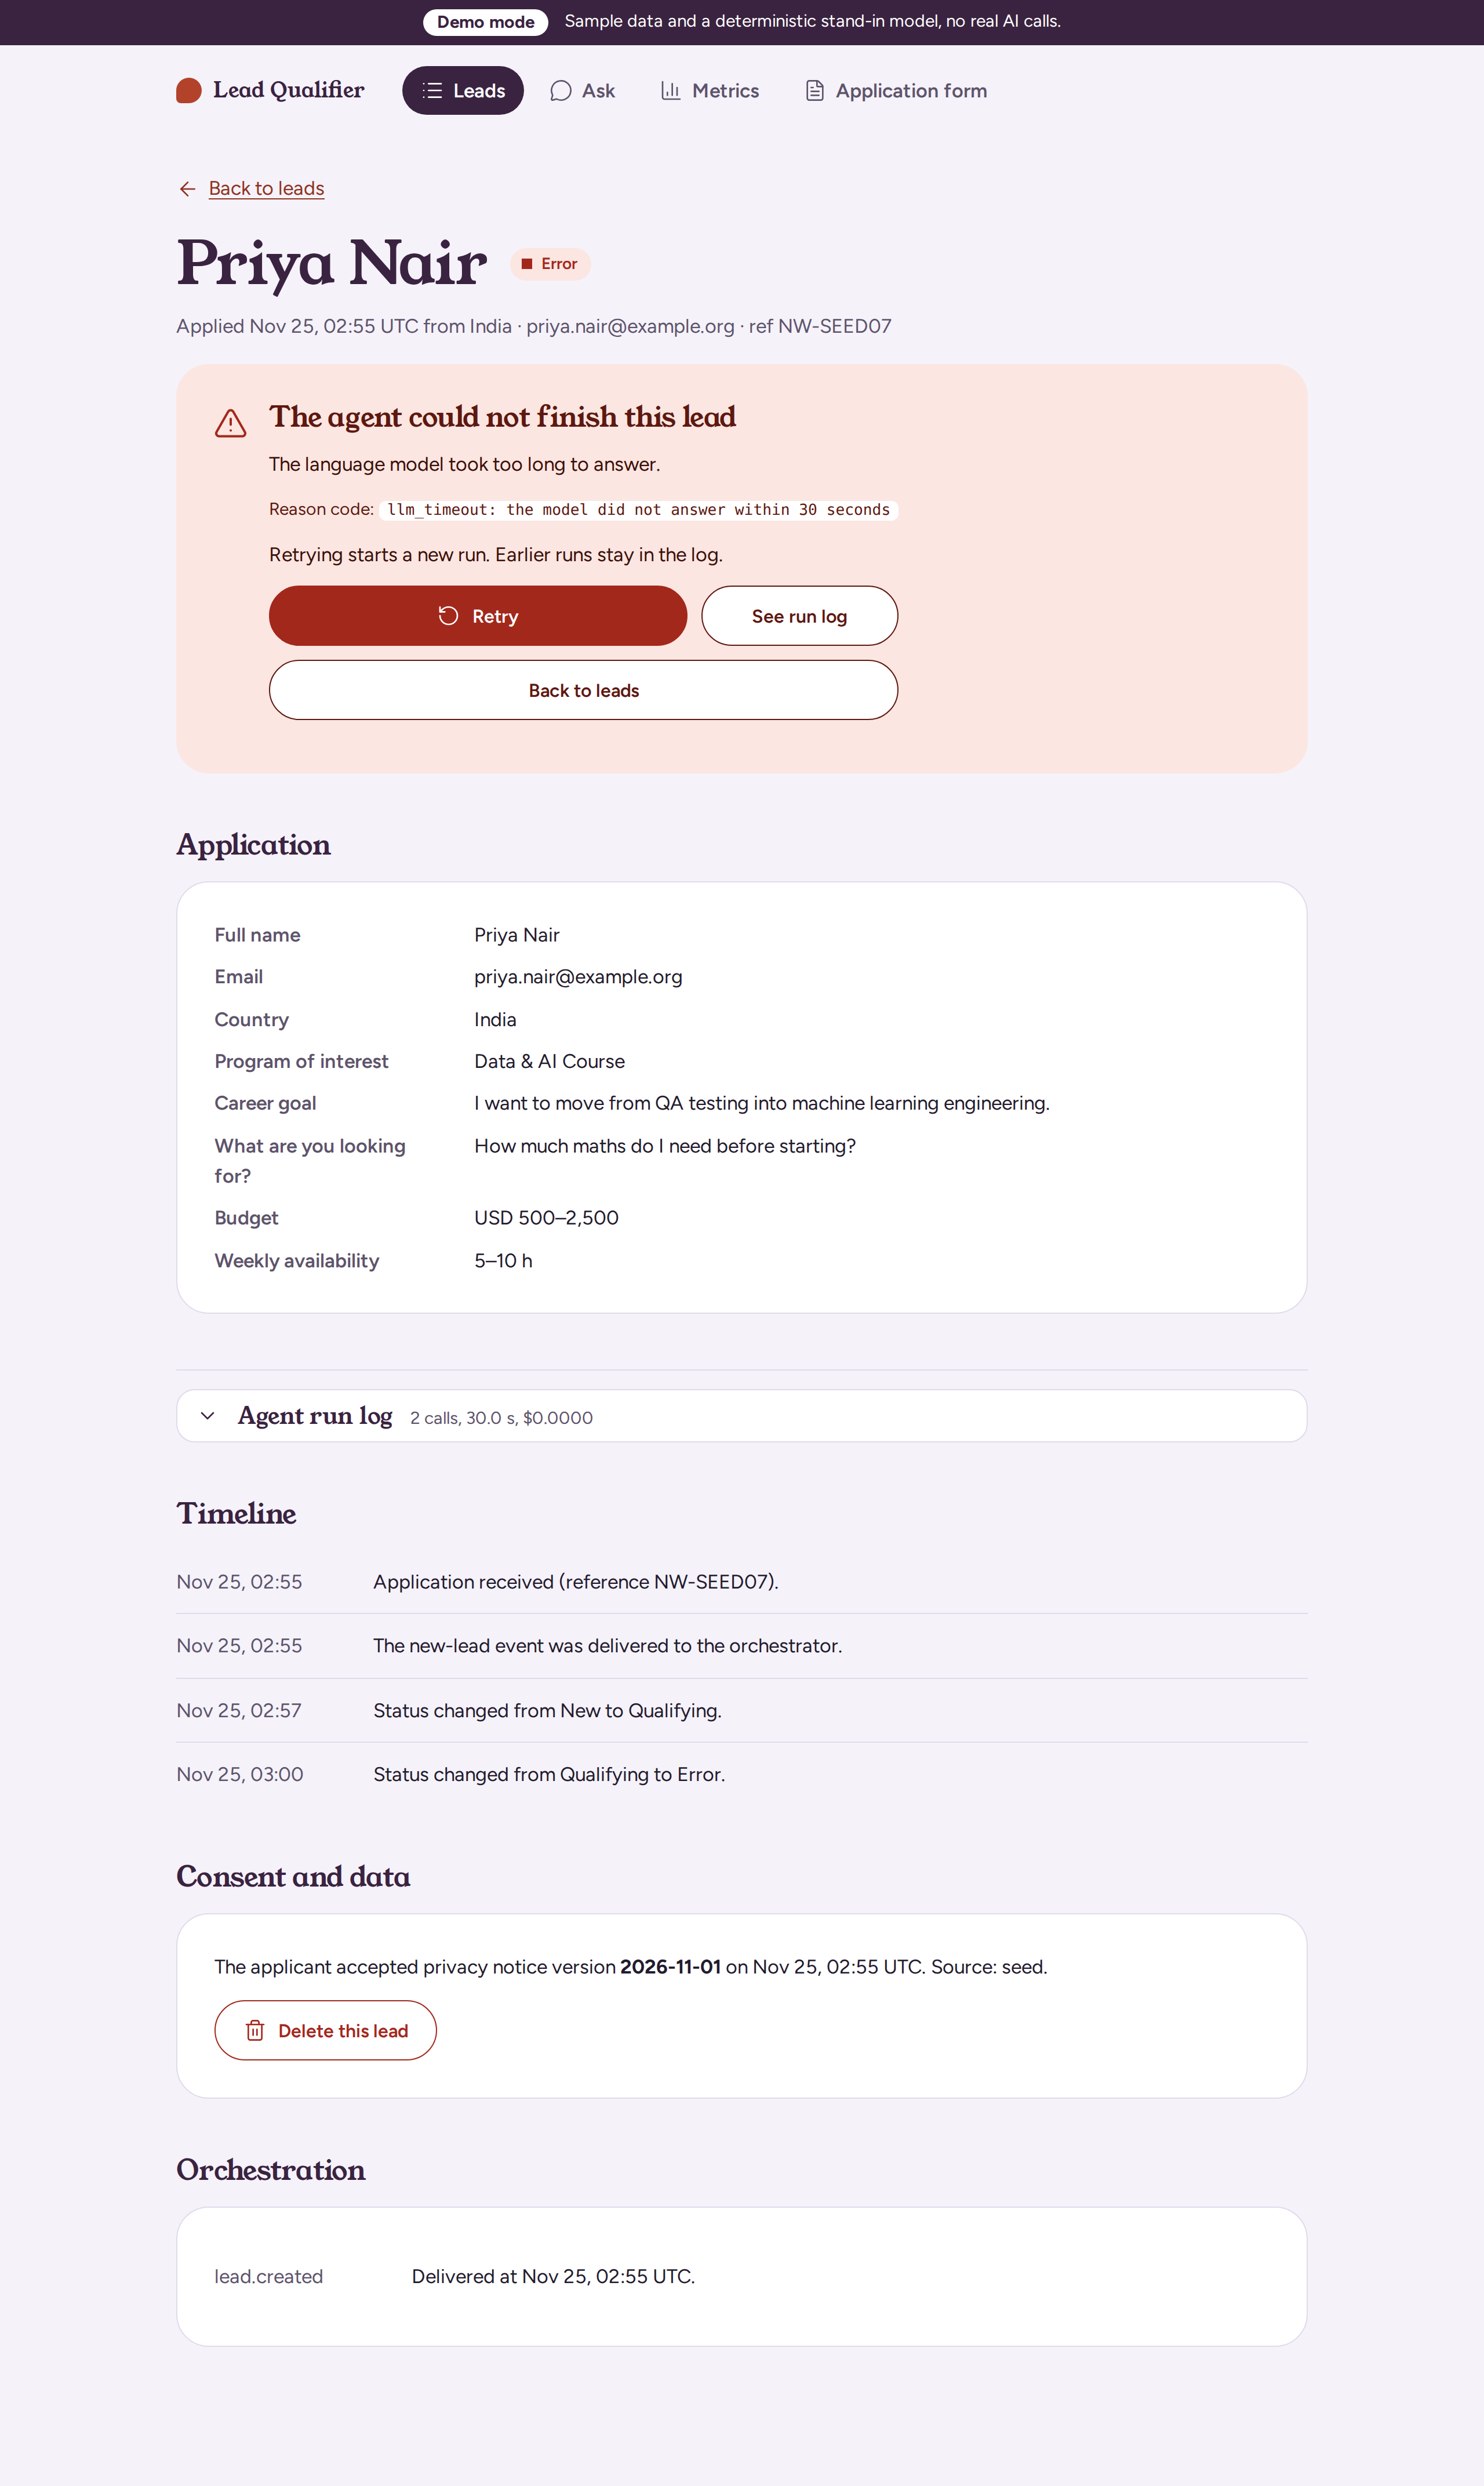 Demo mode Sample data and a deterministic stand-in model, no real AI calls.
Lead Qualifier Leads Ask Metrics Application form
Back to leads
Priya Nair Error
Applied Nov 25, 02:55 UTC from India · priya.nair@example.org · ref NW-SEED07
The agent could not finish this lead
The language model took too long to answer.
Reason code: llm_timeout: the model did not answer within 30 seconds
Retrying starts a new run. Earlier runs stay in the log.
Retry See run log
Back to leads
Application
Full name Priya Nair
Email priya.nair@example.org
Country India
Program of interest Data & AI Course
Career goal I want to move from QA testing into machine learning engineering.
What are you looking How much maths do I need before starting?
for?
Budget USD 500–2,500
Weekly availability 5–10 h
Agent run log 2 calls, 30.0 s, $0.0000
Timeline
Nov 25, 02:55 Application received (reference NW-SEED07).
Nov 25, 02:55 The new-lead event was delivered to the orchestrator.
Nov 25, 02:57 Status changed from New to Qualifying.
Nov 25, 03:00 Status changed from Qualifying to Error.
Consent and data
The applicant accepted privacy notice version 2026-11-01 on Nov 25, 02:55 UTC. Source: seed.
Delete this lead
Orchestration
lead.created Delivered at Nov 25, 02:55 UTC.